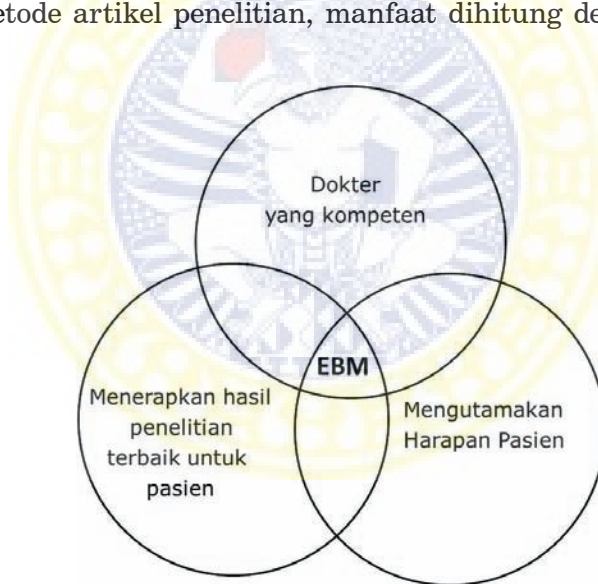 etode artikel penelitian, manfaat dihitung de
Dokter
yang kompeten
EBM
Menerapkan hasil
penelitian
terbaik untuk
pasien
Mengutamakan
Harapan Pasien